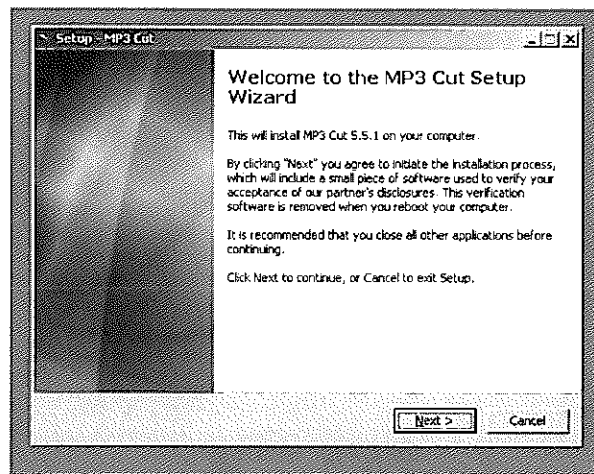 Setup - MP3 Cut
Welcome to the MP3 Cut Setup
Wizard
This will install MP3 Cut 5.5.1 on your computer.
By clicking "Next" you agree to initiate the installation process,
which will include a small piece of software used to verify your
acceptance of our partner's disclosures. This verification
software is removed when you reboot your computer.
It is recommended that you close all other applications before
continuing.
Click Next to continue, or Cancel to exit Setup.
Next >
Cancel